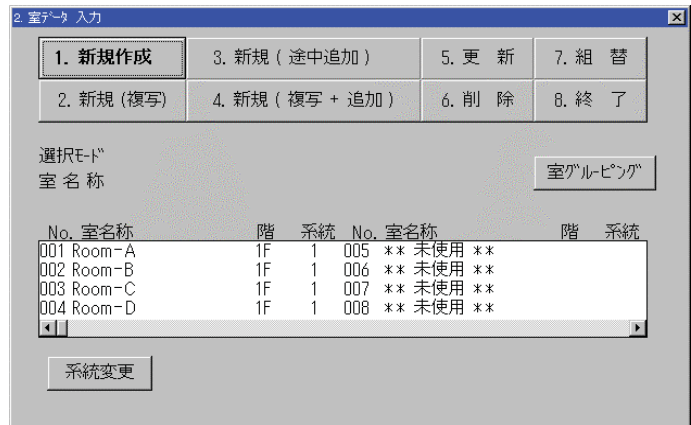 2. 室ﾃﾞｰﾀ 入力
1. 新規作成 3. 新規 ( 途中追加 ) 5. 更 新 7. 組 替
2. 新規 (複写) 4. 新規 ( 複写 + 追加 ) 6. 削 除 8. 終 了
選択ﾓｰﾄﾞ
室 名 称
室ｸﾞﾙｰﾋﾟﾝｸﾞ
No. 室名称 階 系統 No. 室名称 階 系統
001 Room-A 1F 1 005 ** 未使用 **
002 Room-B 1F 1 006 ** 未使用 **
003 Room-C 1F 1 007 ** 未使用 **
004 Room-D 1F 1 008 ** 未使用 **
系統変更